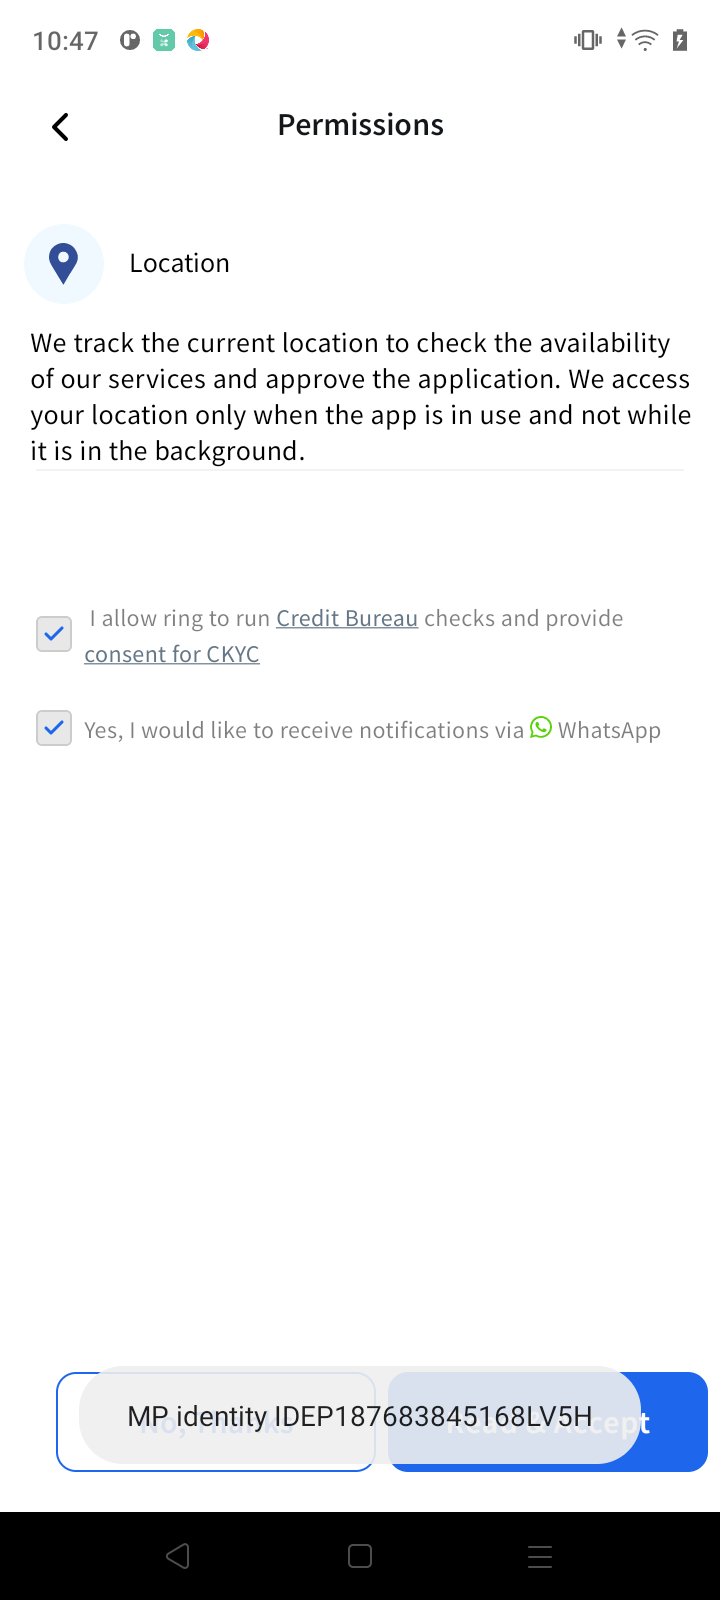 10:47
Permissions
Location
We track the current location to check the availability
of our services and approve the application. We access
your location only when the app is in use and not while
it is in the background.
I allow ring to run Credit Bureau checks and provide
consent for CKYC
Yes, I would like to receive notifications via WhatsApp
No, Thanks
Read & Accept
MP identity IDEP187683845168LV5H